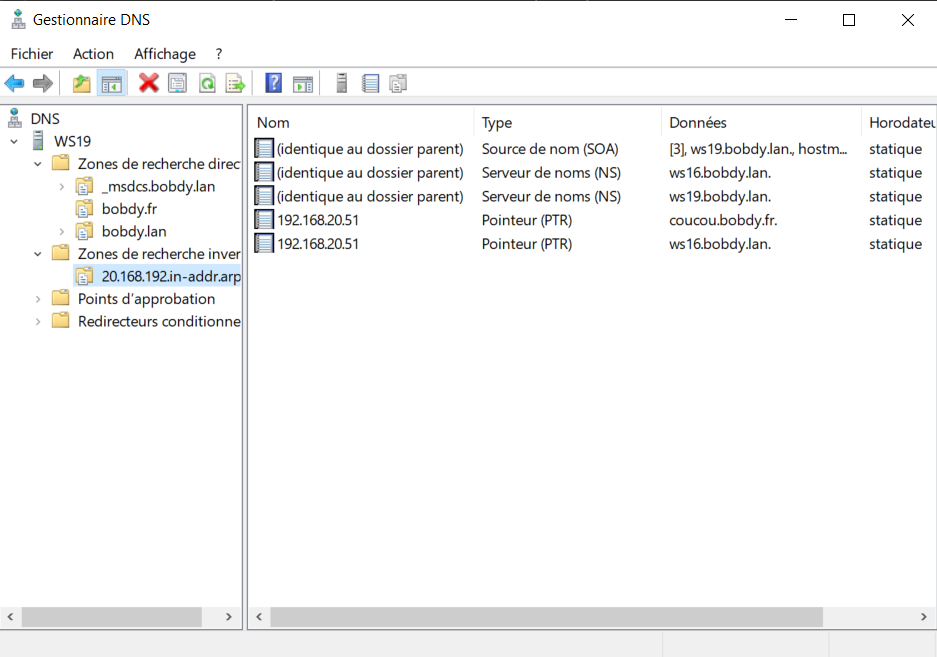 Gestionnaire DNS
Fichier Action Affichage ?
DNS
WS19
Zones de recherche direc
_msdcs.bobdy.lan
bobdy.fr
bobdy.lan
Zones de recherche inver
20.168.192.in-addr.arp
Points d'approbation
Redirecteurs conditionne
Nom Type Données Horodateu
(identique au dossier parent) Source de nom (SOA) [3], ws19.bobdy.lan., hostm... statique
(identique au dossier parent) Serveur de noms (NS) ws16.bobdy.lan. statique
(identique au dossier parent) Serveur de noms (NS) ws19.bobdy.lan. statique
192.168.20.51 Pointeur (PTR) coucou.bobdy.fr. statique
192.168.20.51 Pointeur (PTR) ws16.bobdy.lan. statique